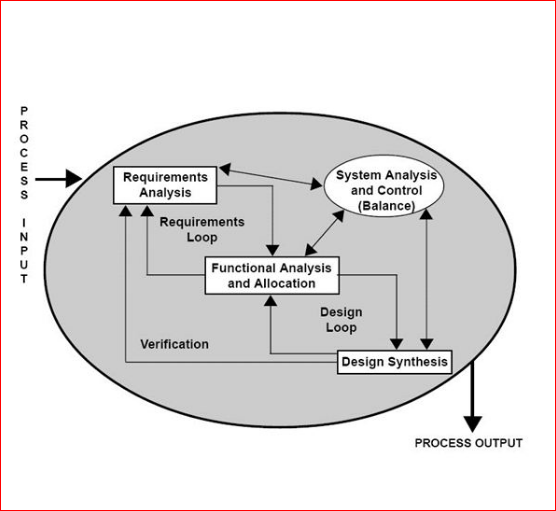 PROCESS INPUT
Requirements
Analysis
System Analysis
and Control
(Balance)
Requirements
Loop
Functional Analysis
and Allocation
Design
Loop
Verification
Design Synthesis
PROCESS OUTPUT